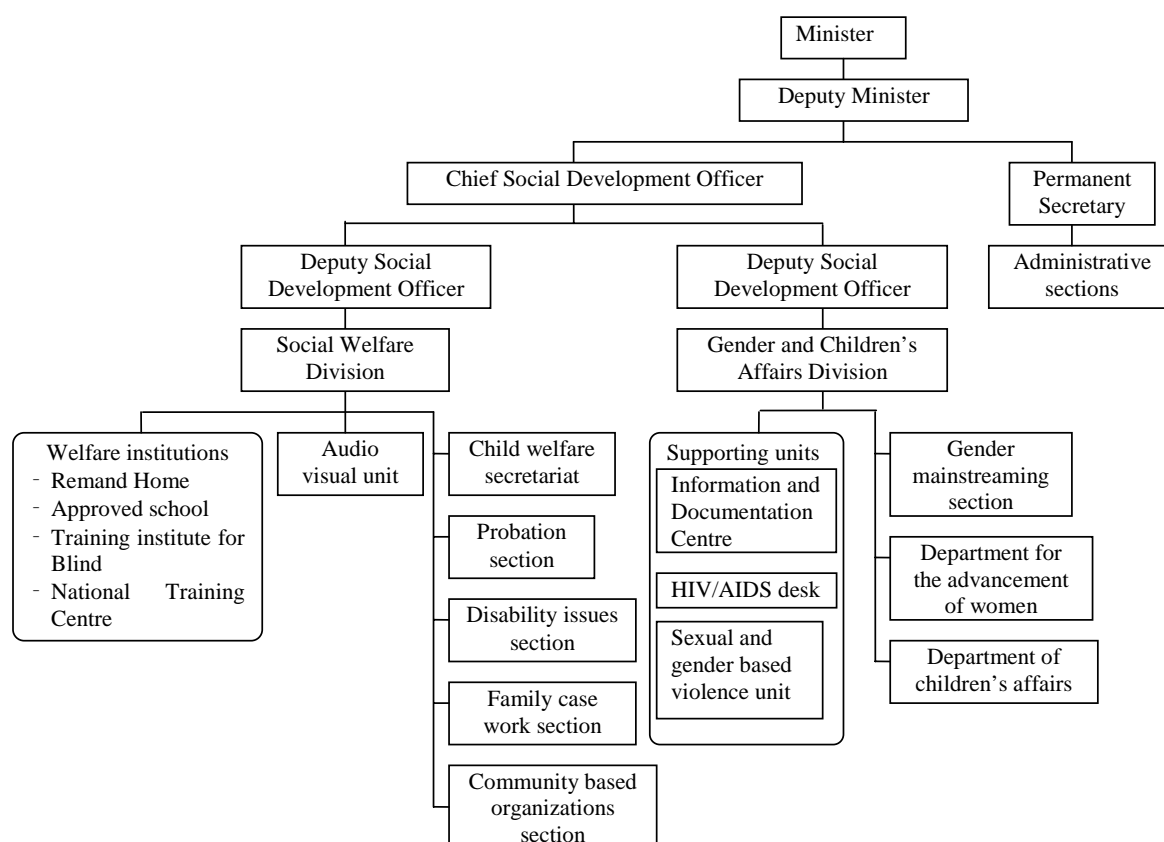 Minister
Deputy Minister
Chief Social Development Officer
Permanent
Secretary
Deputy Social
Development Officer
Deputy Social
Development Officer
Administrative
sections
Social Welfare
Division
Gender and Children's
Affairs Division
Welfare institutions
- Remand Home
- Approved school
- Training institute for
Blind
- National Training
Centre
Audio
visual unit
Child welfare
secretariat
Probation
section
Disability issues
section
Family case
work section
Community based
organizations
section
Supporting units
Information and
Documentation
Centre
HIV/AIDS desk
Sexual and
gender based
violence unit
Gender
mainstreaming
section
Department for
the advancement
of women
Department of
children's affairs